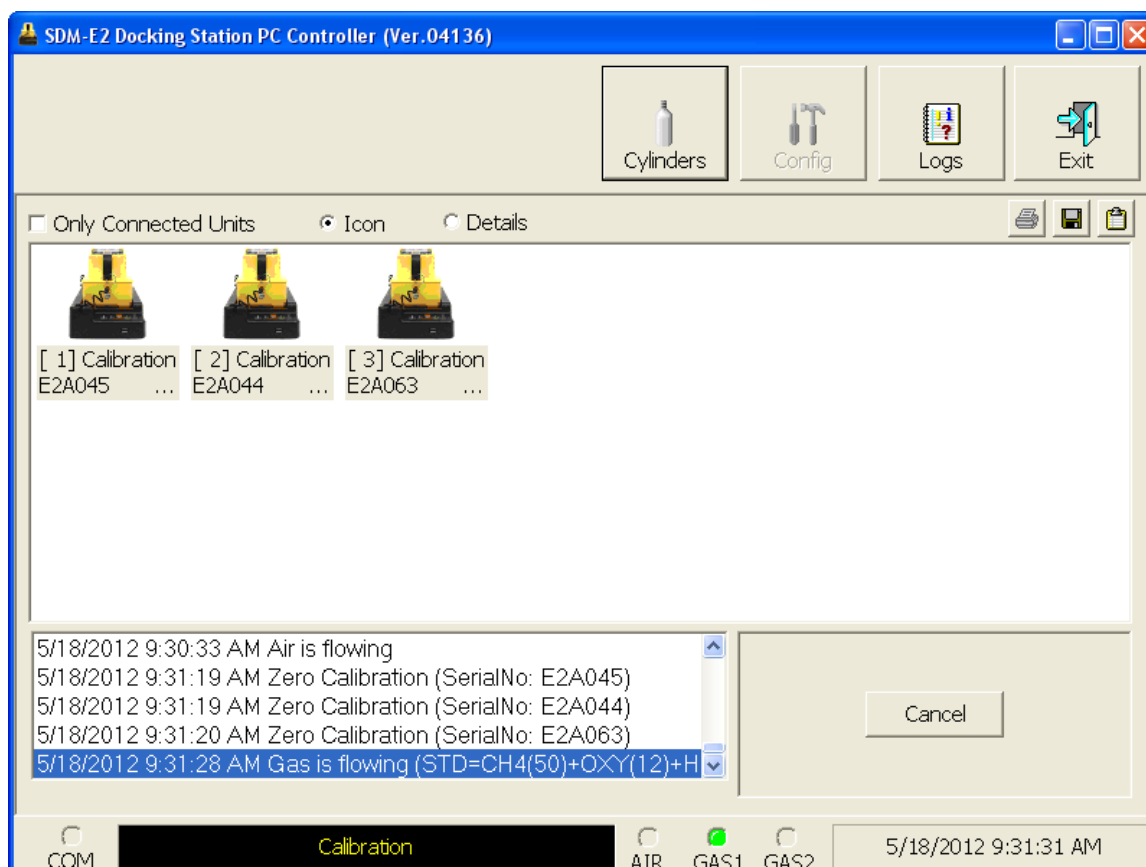 SDM-E2 Docking Station PC Controller (Ver.04136)
Cylinders
Config
Logs
Exit
Only Connected Units
Icon
Details
[ 1] Calibration
E2A045 ...
[ 2] Calibration
E2A044 ...
[ 3] Calibration
E2A063 ...
5/18/2012 9:30:33 AM Air is flowing
5/18/2012 9:31:19 AM Zero Calibration (SerialNo: E2A045)
5/18/2012 9:31:19 AM Zero Calibration (SerialNo: E2A044)
5/18/2012 9:31:20 AM Zero Calibration (SerialNo: E2A063)
5/18/2012 9:31:28 AM Gas is flowing (STD=CH4(50)+OXY(12)+H
Cancel
COM
Calibration
AIR
GAS1
GAS2
5/18/2012 9:31:31 AM